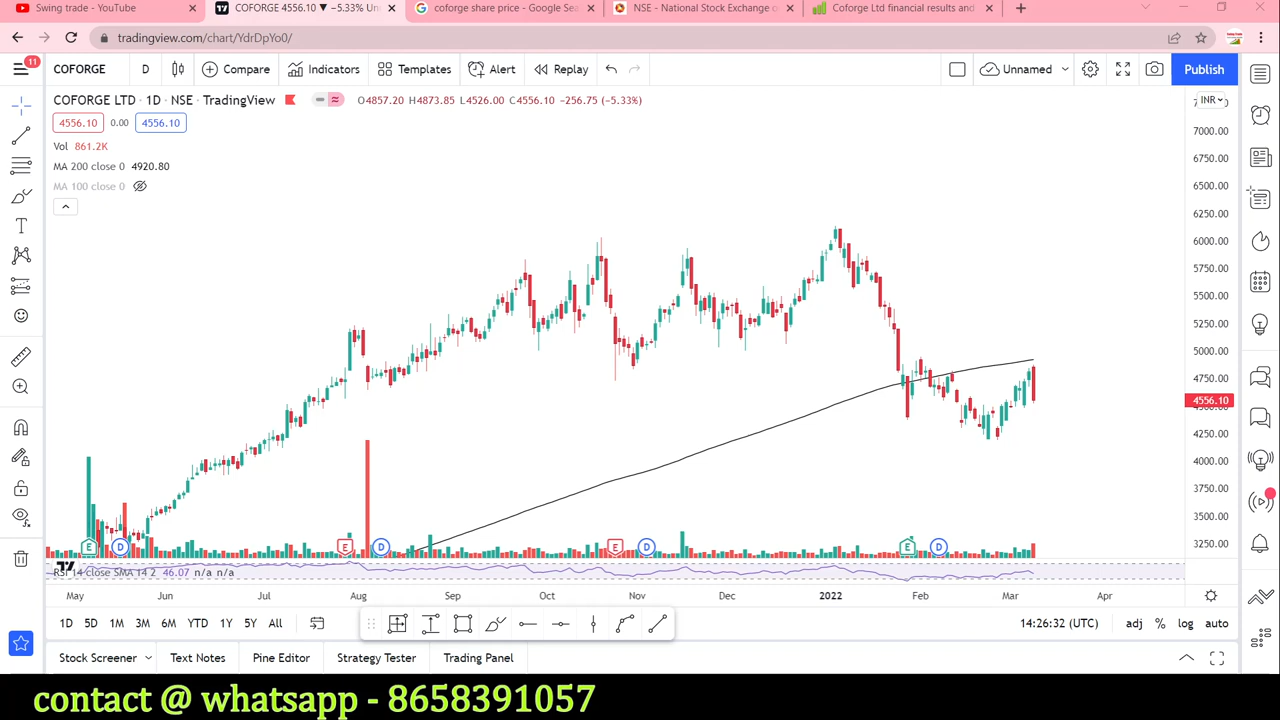 Swing trade - YouTube × COFORGE 4556.10 ▼ −5.33% Un × coforge share price - Google Sea × NSE - National Stock Exchange o × Coforge Ltd financial results and × +
tradingview.com/chart/YdrDpYo0/
11
COFORGE D Compare Indicators Templates Alert Replay Unnamed Publish
COFORGE LTD · 1D · NSE · TradingView O4857.20 H4873.85 L4526.00 C4556.10 −256.75 (−5.33%) INR
4556.10 0.00 4556.10
Vol 861.2K
MA 200 close 0 4920.80
MA 100 close 0
7000.00
6750.00
6500.00
6250.00
6000.00
5750.00
5500.00
5250.00
5000.00
4750.00
4556.10
4250.00
4000.00
3750.00
3500.00
3250.00
E D E D E D E D
RSI 14 close SMA 14 2 46.07 n/a n/a
May Jun Jul Aug Sep Oct Nov Dec 2022 Feb Mar Apr
1D 5D 1M 3M 6M YTD 1Y 5Y All 14:26:32 (UTC) adj % log auto
Stock Screener Text Notes Pine Editor Strategy Tester Trading Panel
contact @ whatsapp - 8658391057